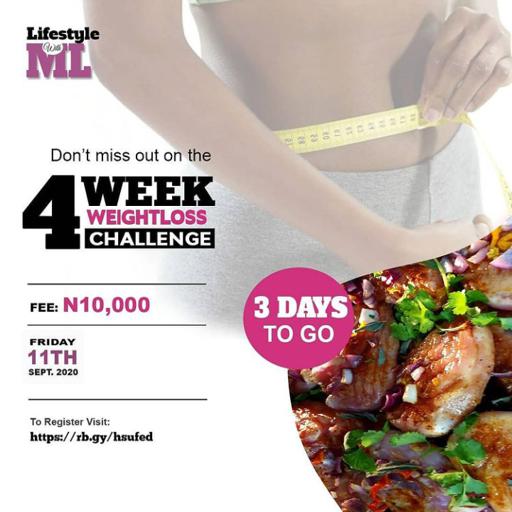 Lifestyle
With
ML
Don't miss out on the
4 WEEK
WEIGHTLOSS
CHALLENGE
FEE: N10,000
3 DAYS
TO GO
FRIDAY
11TH
SEPT. 2020
To Register Visit:
https://rb.gy/hsufed